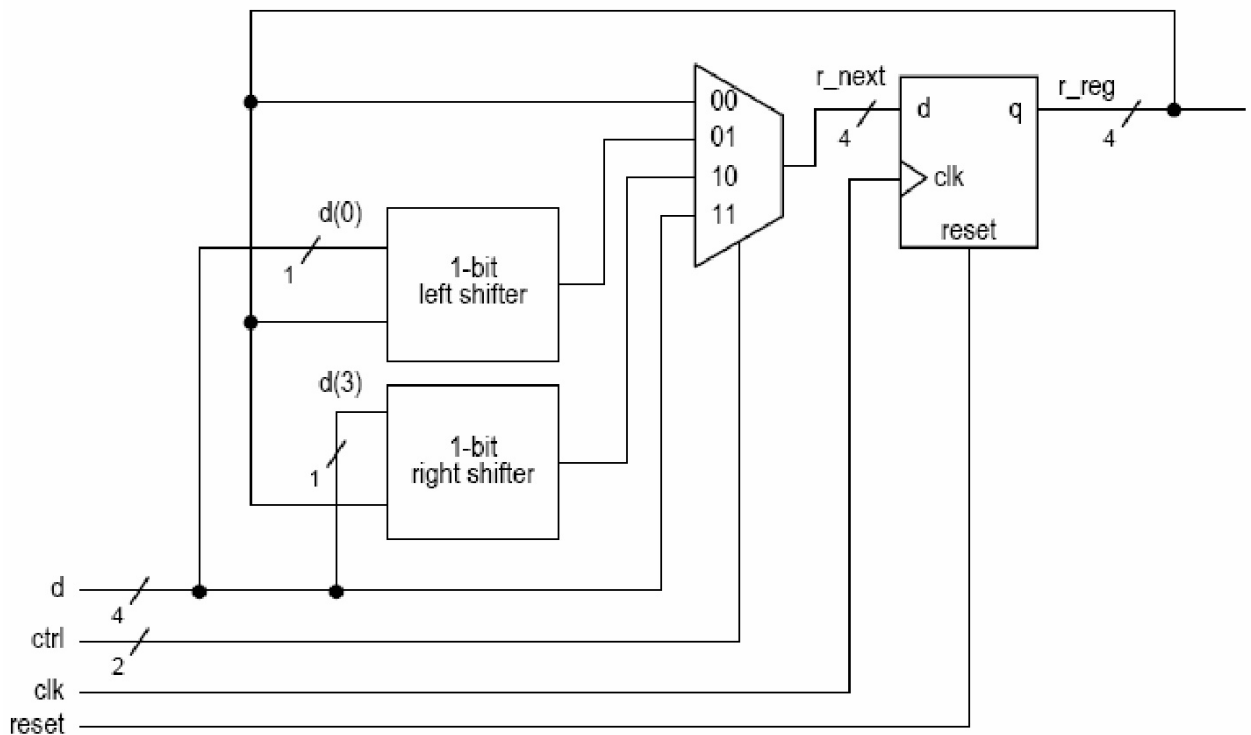 r_next
r_reg
4
4
00
01
10
11
d
q
clk
reset
d(0)
1
1-bit
left shifter
d(3)
1
1-bit
right shifter
d
4
ctrl
2
clk
reset